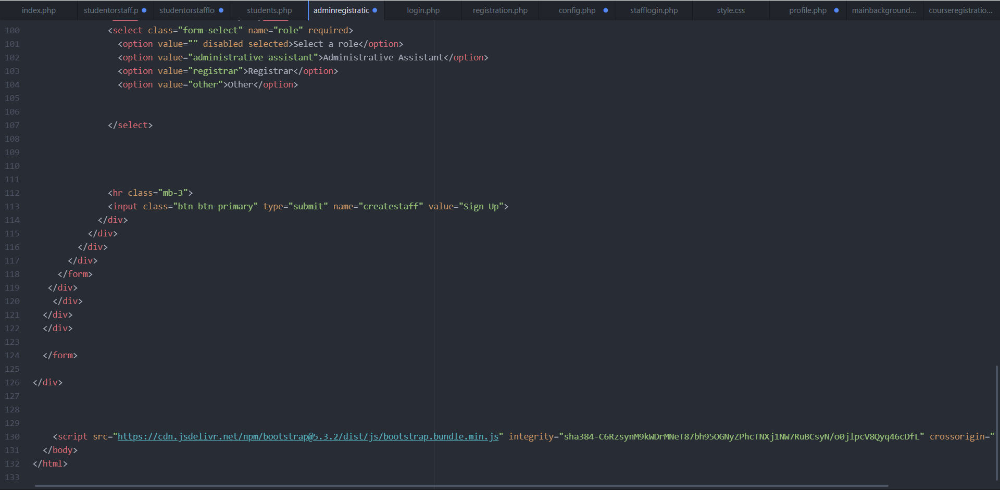 index.php studentorstaff.p studentorstafflo students.php adminregistratic login.php registration.php config.php stafflogin.php style.css profile.php mainbackground... courseregistratio...
100 <select class="form-select" name="role" required>
101 <option value="" disabled selected>Select a role</option>
102 <option value="administrative assistant">Administrative Assistant</option>
103 <option value="registrar">Registrar</option>
104 <option value="other">Other</option>
105
106
107 </select>
108
109
110
111
112 <hr class="mb-3">
113 <input class="btn btn-primary" type="submit" name="createstaff" value="Sign Up">
114 </div>
115 </div>
116 </div>
117 </div>
118 </form>
119 </div>
120 </div>
121 </div>
122 </div>
123
124 </form>
125
126 </div>
127
128
129
130 <script src="https://cdn.jsdelivr.net/npm/bootstrap@5.3.2/dist/js/bootstrap.bundle.min.js" integrity="sha384-C6RzsynM9kWDrMNeT87bh95OGNyZPhcTNXj1NW7RuBCsyN/o0jlpcV8Qyq46cDfL" crossorigin="
131 </body>
132 </html>
133